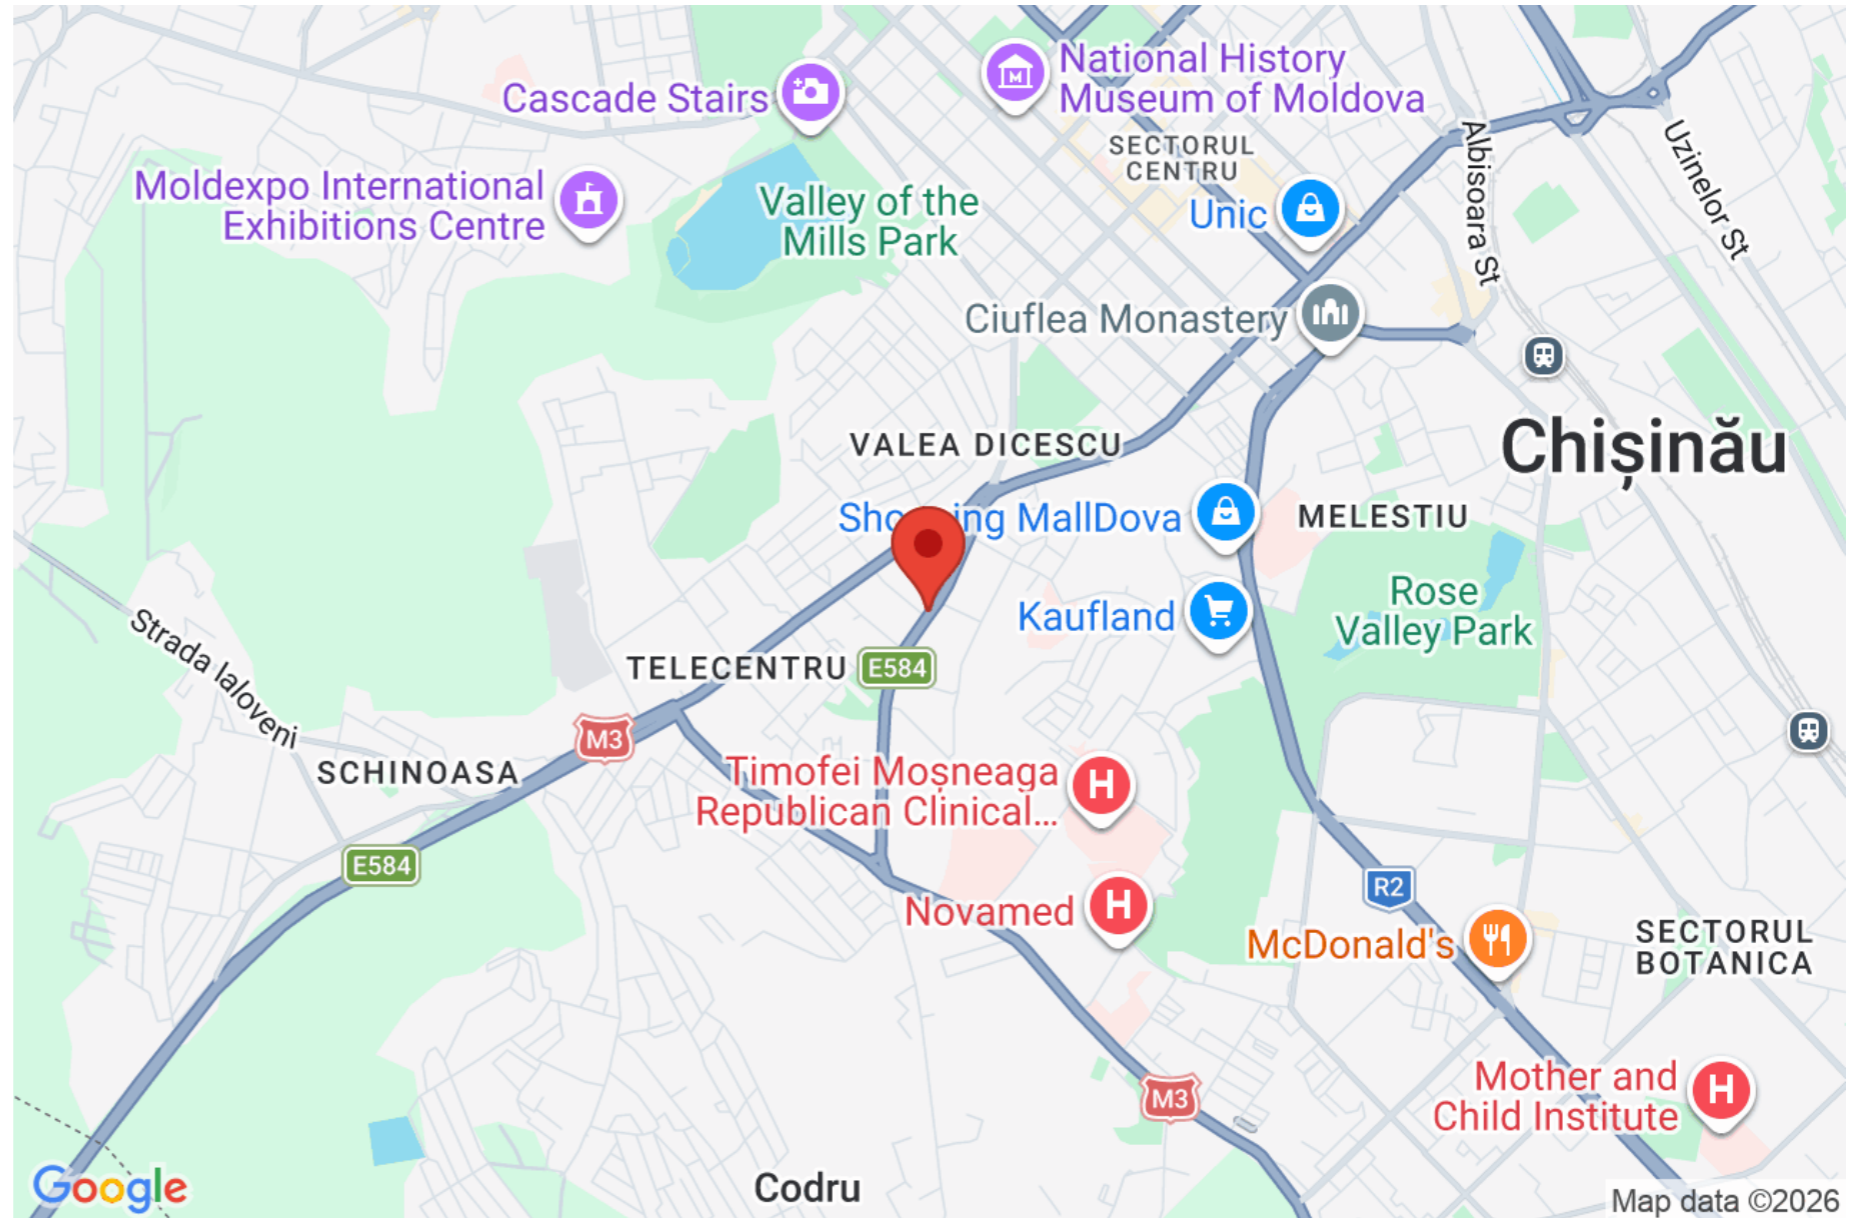 Cascade Stairs
National History
Museum of Moldova
SECTORUL
CENTRU
Albisoara St
Uzinelor St
Moldexpo International
Exhibitions Centre
Valley of the
Mills Park
Unic
Ciuflea Monastery
Chișinău
VALEA DICESCU
Shopping MallDova
MELESTIU
Rose
Valley Park
Kaufland
Strada Ialoveni
TELECENTRU
E584
M3
SCHINOASA
Timofei Moșneaga
Republican Clinical...
E584
R2
Novamed
McDonald's
SECTORUL
BOTANICA
M3
Mother and
Child Institute
Codru
Google
Map data ©2026